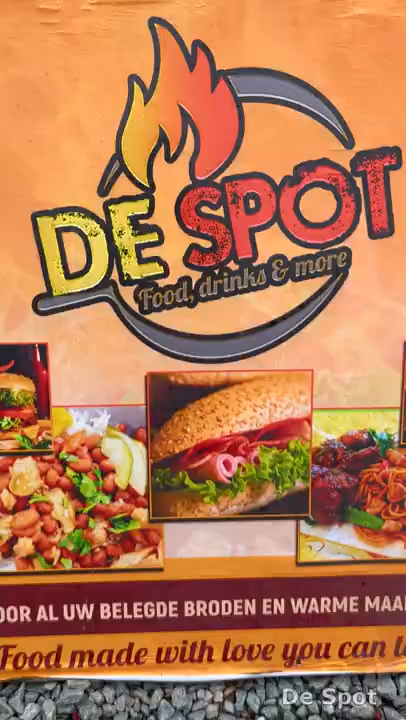 DE SPOT
Food, drinks & more
OOR AL UW BELEGDE BRODEN EN WARME MAA
Food made with love you can t
De Spot